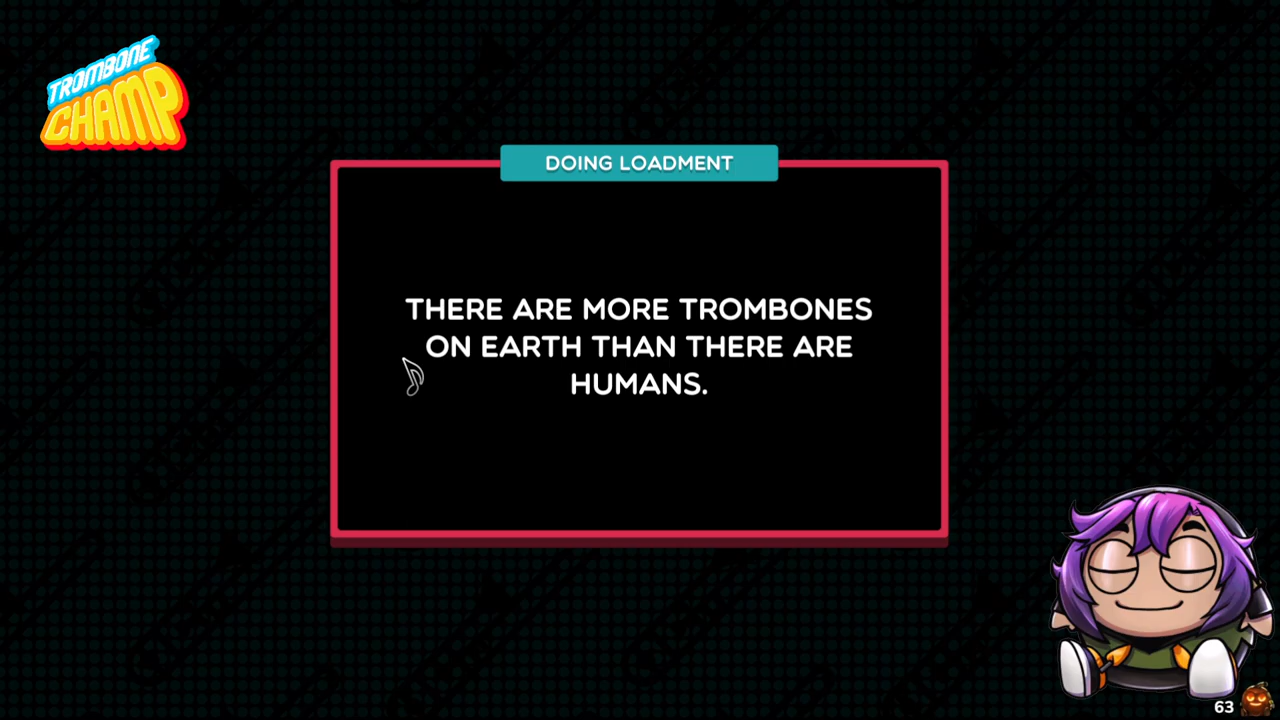 TROMBONE
CHAMP
DOING LOADMENT
THERE ARE MORE TROMBONES
ON EARTH THAN THERE ARE
HUMANS.
63